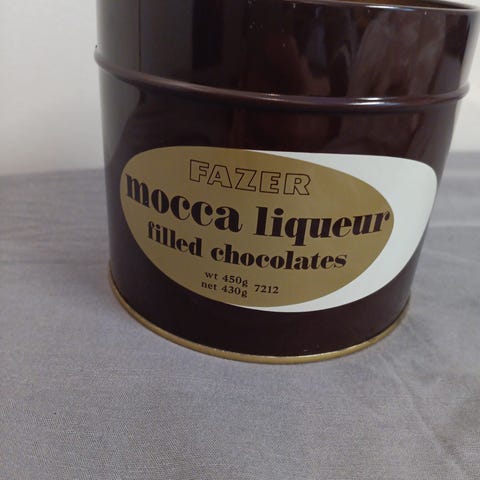 FAZER
mocca liqueur
filled chocolates
wt 450g 7212
net 430g